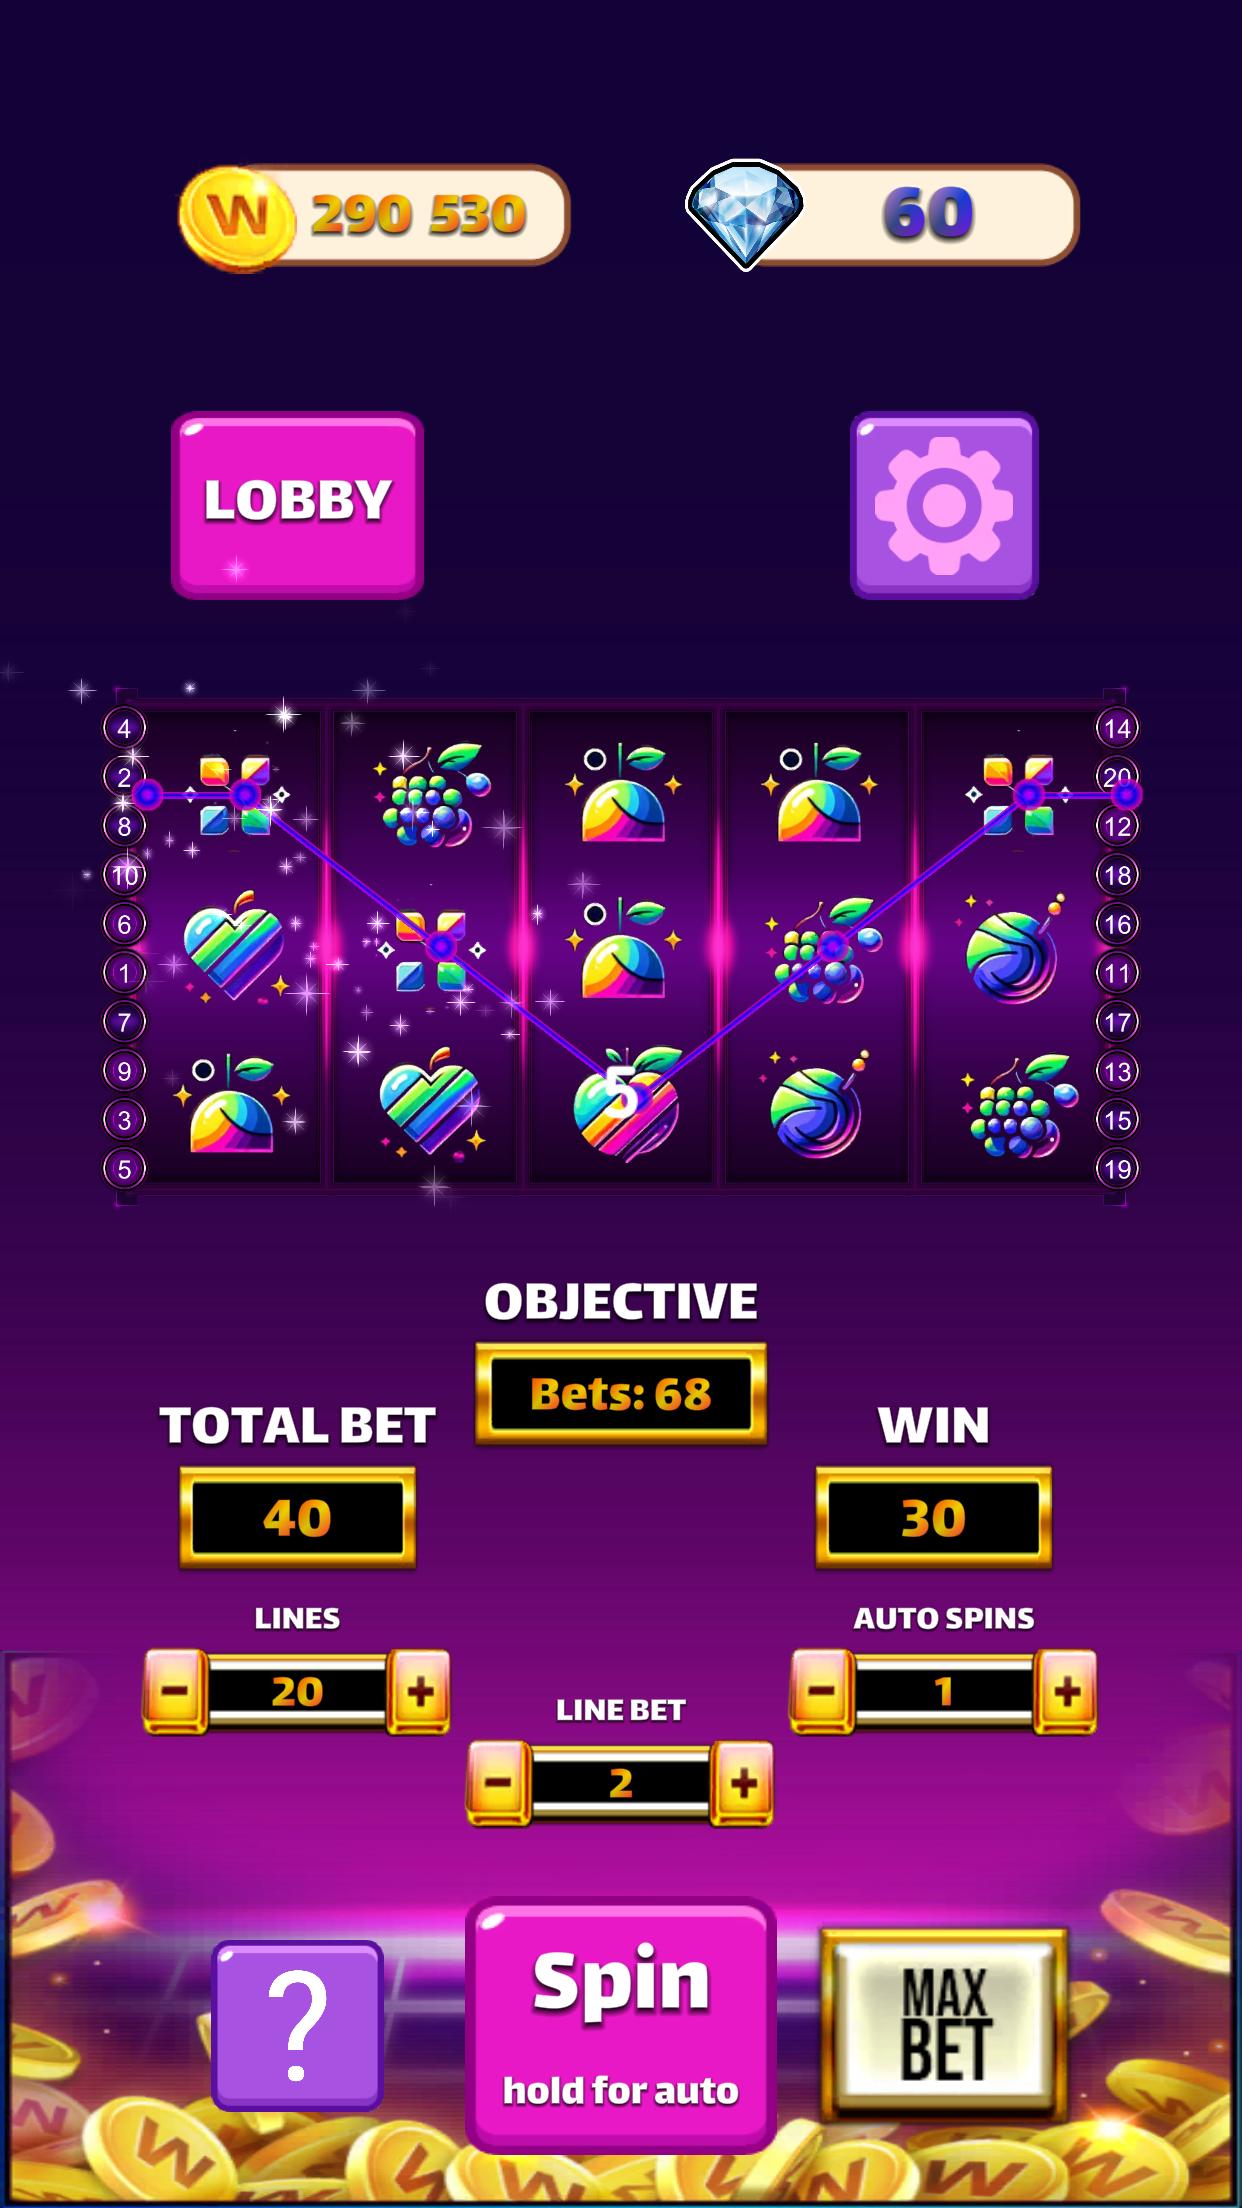 W 290 530
60
LOBBY
4
14
2
20
8
12
10
18
6
16
1
11
7
17
9
13
5
3
15
5
19
OBJECTIVE
Bets: 68
TOTAL BET
WIN
40
30
LINES
AUTO SPINS
- 20 +
- 1 +
LINE BET
- 2 +
?
Spin
hold for auto
MAX
BET